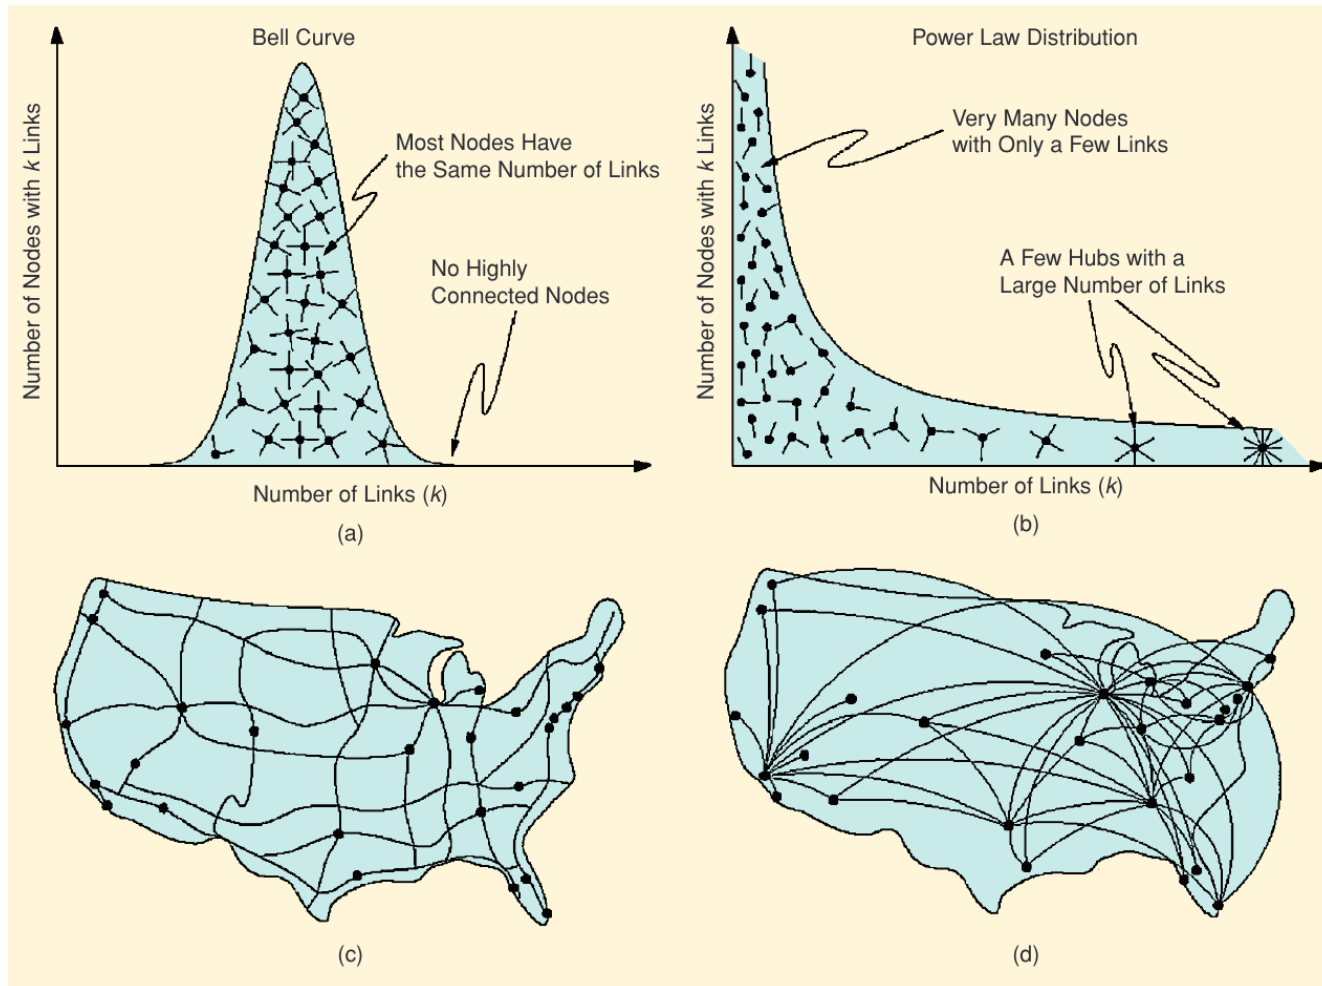 Bell Curve
Number of Nodes with k Links
Most Nodes Have
the Same Number of Links
No Highly
Connected Nodes
Number of Links (k)
(a)
Power Law Distribution
Number of Nodes with k Links
Very Many Nodes
with Only a Few Links
A Few Hubs with a
Large Number of Links
Number of Links (k)
(b)
(c)
(d)